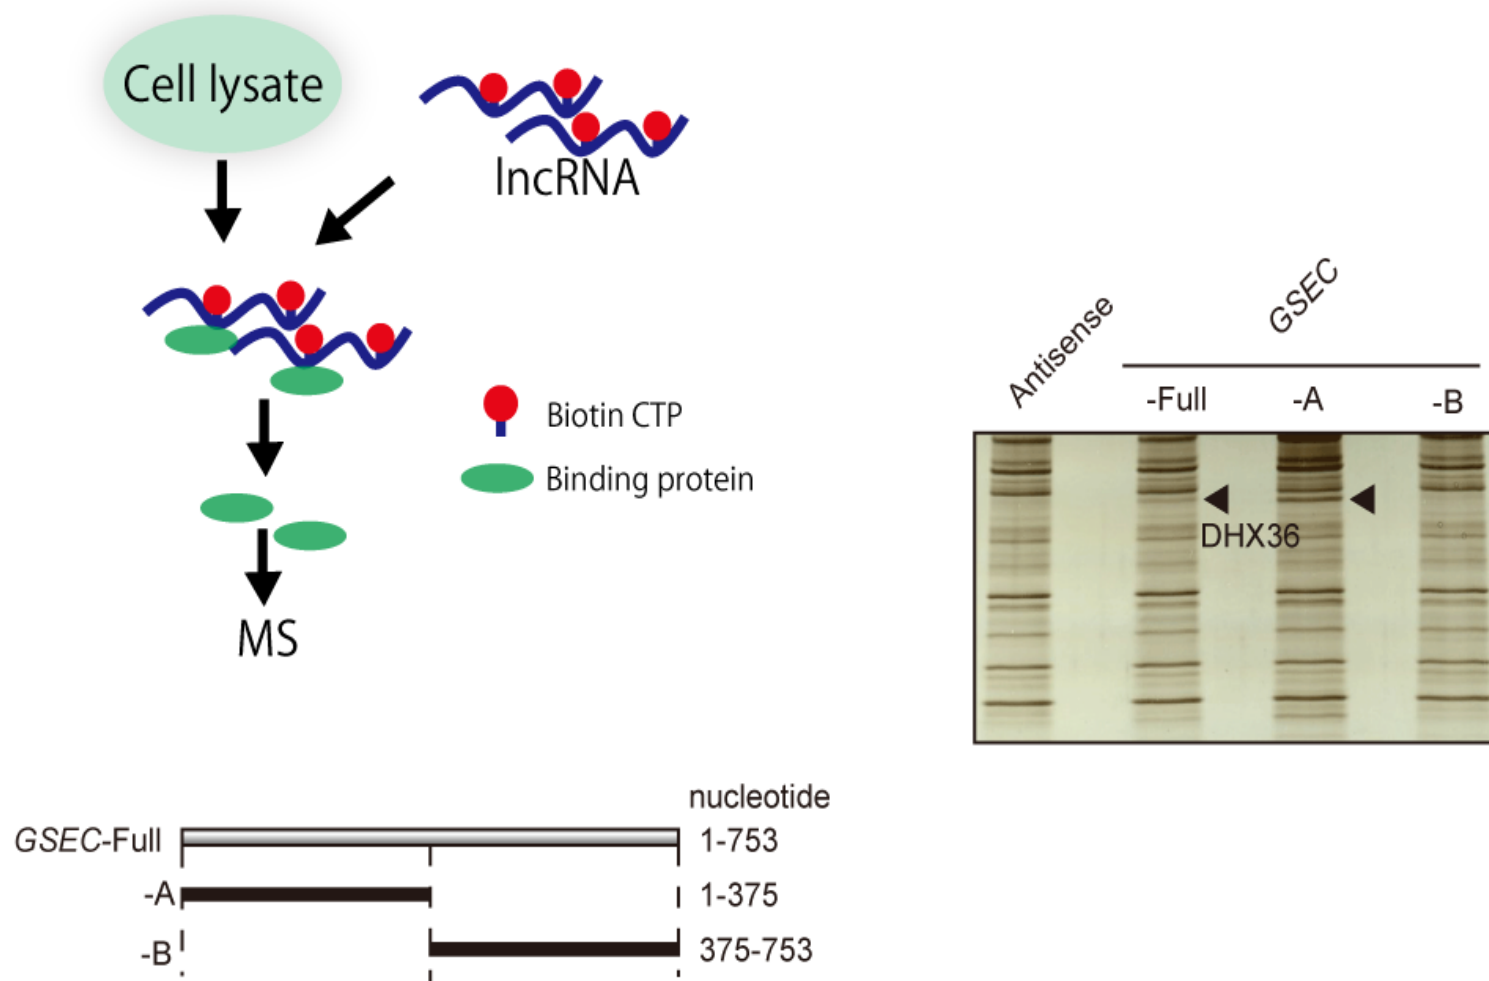 Cell lysate
lncRNA
Biotin CTP
Binding protein
MS
Antisense
GSEC
-Full
-A
-B
DHX36
nucleotide
GSEC-Full 1-753
-A 1-375
-B 375-753